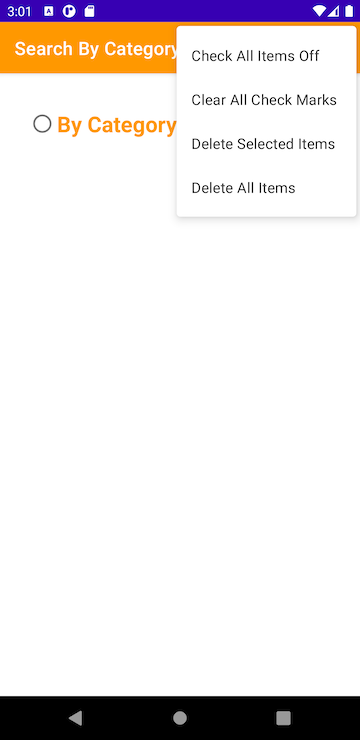 3:01
Search By Category
Check All Items Off
By Category
Clear All Check Marks
Delete Selected Items
Delete All Items